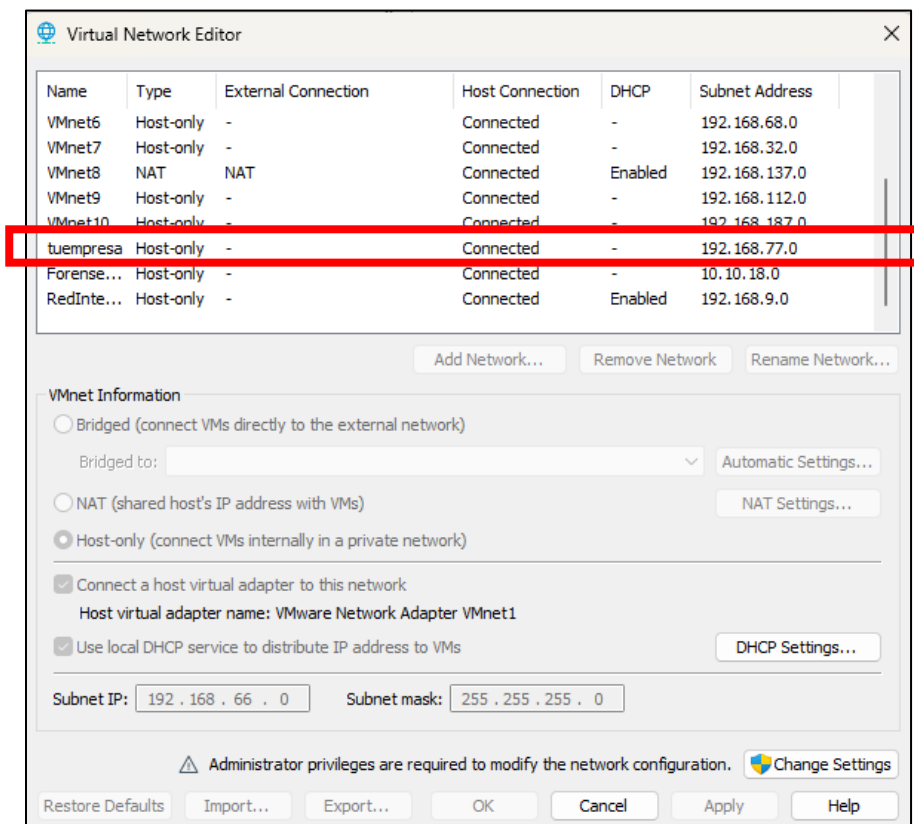 Virtual Network Editor
Name Type External Connection Host Connection DHCP Subnet Address
VMnet6 Host-only - Connected - 192.168.68.0
VMnet7 Host-only - Connected - 192.168.32.0
VMnet8 NAT NAT Connected Enabled 192.168.137.0
VMnet9 Host-only - Connected - 192.168.112.0
VMnet10 Host-only - Connected - 192.168.187.0
tuempresa Host-only - Connected - 192.168.77.0
Forense... Host-only - Connected - 10.10.18.0
RedInte... Host-only - Connected Enabled 192.168.9.0
Add Network... Remove Network Rename Network...
VMnet Information
Bridged (connect VMs directly to the external network)
Bridged to: Automatic Settings...
NAT (shared host's IP address with VMs) NAT Settings...
Host-only (connect VMs internally in a private network)
Connect a host virtual adapter to this network
Host virtual adapter name: VMware Network Adapter VMnet1
Use local DHCP service to distribute IP address to VMs DHCP Settings...
Subnet IP: 192 . 168 . 66 . 0 Subnet mask: 255 . 255 . 255 . 0
Administrator privileges are required to modify the network configuration. Change Settings
Restore Defaults Import... Export... OK Cancel Apply Help